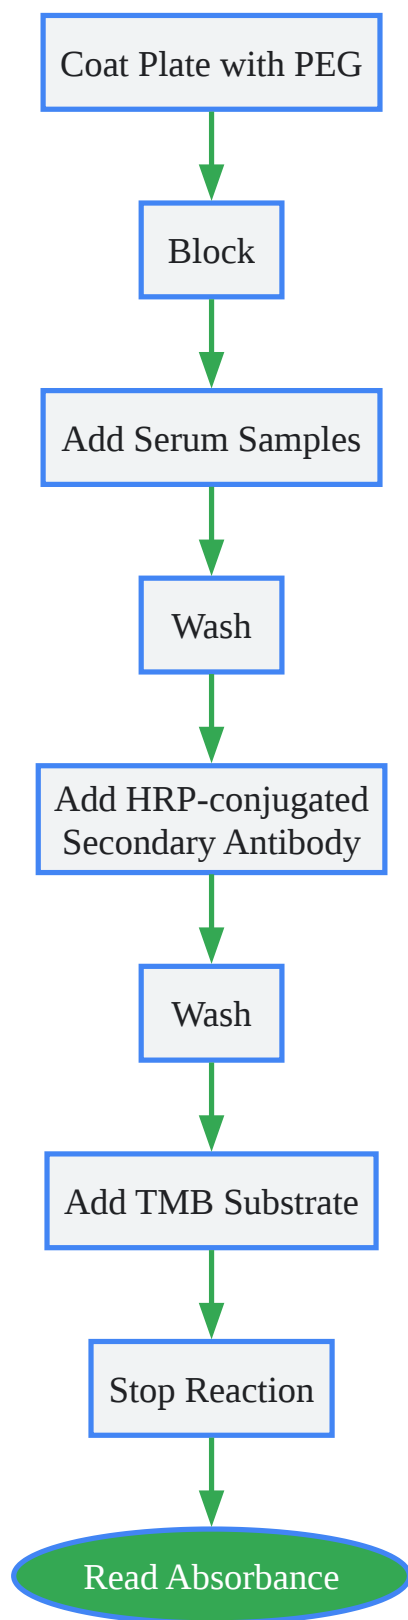 Coat Plate with PEG
Block
Add Serum Samples
Wash
Add HRP-conjugated
Secondary Antibody
Wash
Add TMB Substrate
Stop Reaction
Read Absorbance